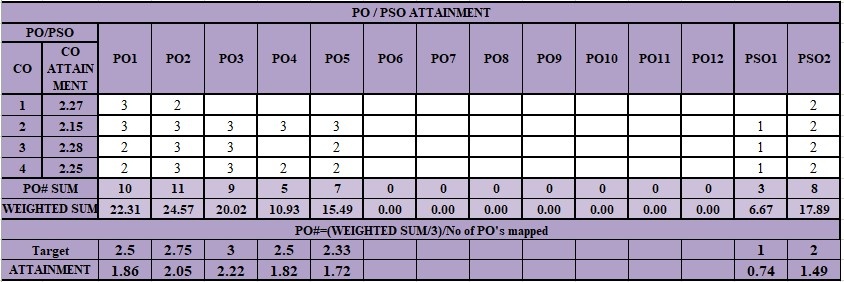 PO / PSO ATTAINMENT
PO/PSO
CO CO ATTAIN MENT PO1 PO2 PO3 PO4 PO5 PO6 PO7 PO8 PO9 PO10 PO11 PO12 PSO1 PSO2
1 2.27 3 2 2
2 2.15 3 3 3 3 3 1 2
3 2.28 2 3 3 2 1 2
4 2.25 2 3 3 2 2 1 2
PO# SUM 10 11 9 5 7 0 0 0 0 0 0 0 3 8
WEIGHTED SUM 22.31 24.57 20.02 10.93 15.49 0.00 0.00 0.00 0.00 0.00 0.00 0.00 6.67 17.89
PO#=(WEIGHTED SUM/3)/No of PO's mapped
Target 2.5 2.75 3 2.5 2.33 1 2
ATTAINMENT 1.86 2.05 2.22 1.82 1.72 0.74 1.49